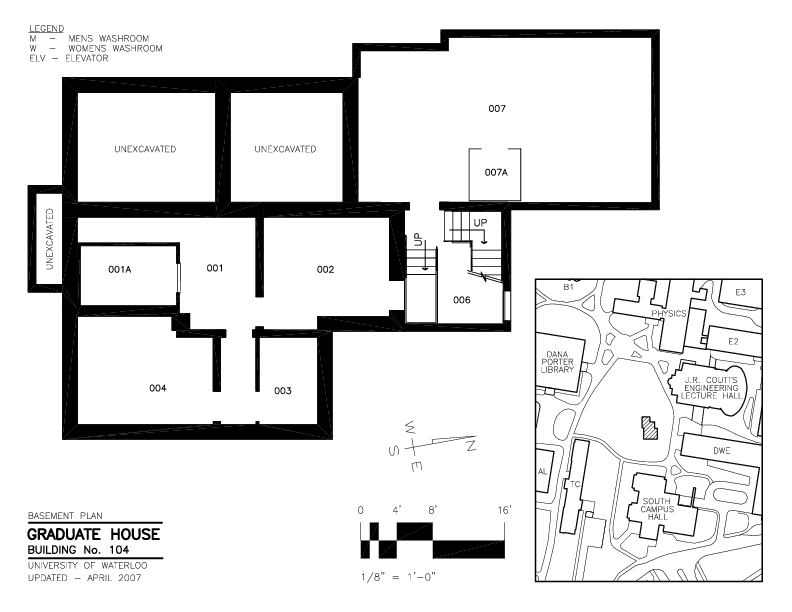 LEGEND
M — MENS WASHROOM
W — WOMENS WASHROOM
ELV — ELEVATOR
007
007A
UNEXCAVATED
UNEXCAVATED
UNEXCAVATED
UP
UP
001
001A
002
006
004
003
B1
E3
PHYSICS
E2
DANA
PORTER
LIBRARY
J.R. COUTTS
ENGINEERING
LECTURE HALL
DWE
AL
TC
SOUTH
CAMPUS
HALL
W
N
S
E
0 4' 8' 16'
1/8" = 1'-0"
BASEMENT PLAN
GRADUATE HOUSE
BUILDING No. 104
UNIVERSITY OF WATERLOO
UPDATED — APRIL 2007